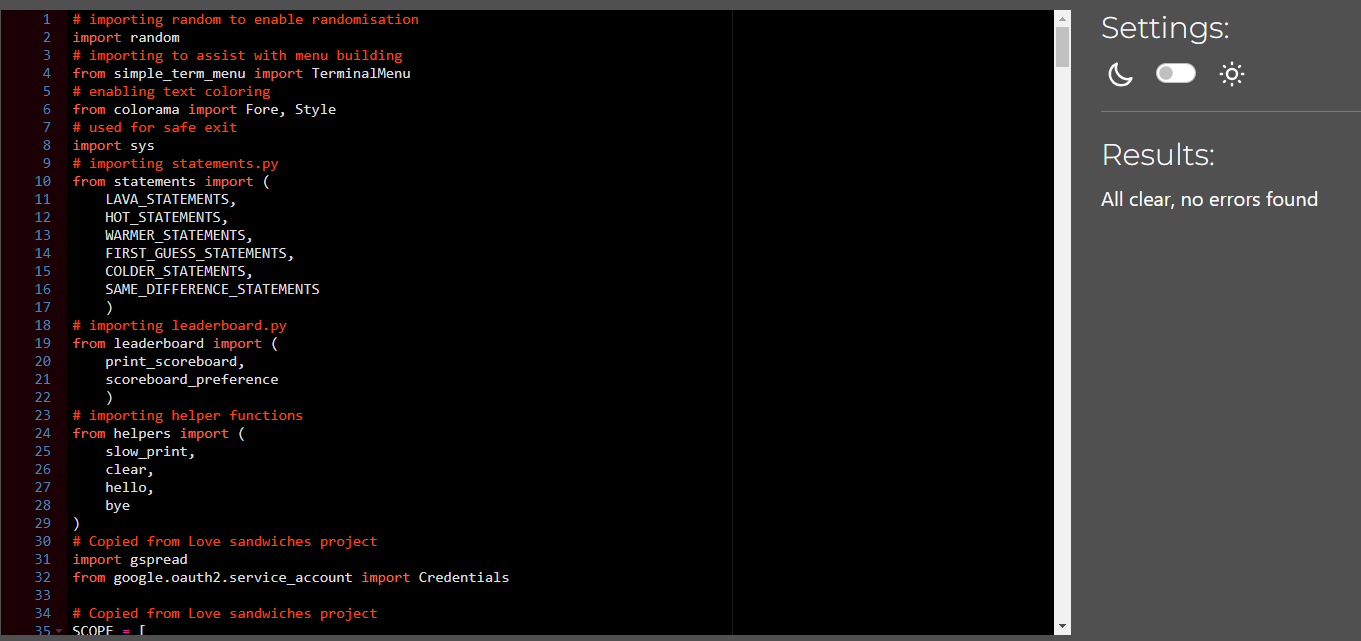 1 # importing random to enable randomisation
2 import random
3 # importing to assist with menu building
4 from simple_term_menu import TerminalMenu
5 # enabling text coloring
6 from colorama import Fore, Style
7 # used for safe exit
8 import sys
9 # importing statements.py
10 from statements import (
11     LAVA_STATEMENTS,
12     HOT_STATEMENTS,
13     WARMER_STATEMENTS,
14     FIRST_GUESS_STATEMENTS,
15     COLDER_STATEMENTS,
16     SAME_DIFFERENCE_STATEMENTS
17     )
18 # importing leaderboard.py
19 from leaderboard import (
20     print_scoreboard,
21     scoreboard_preference
22     )
23 # importing helper functions
24 from helpers import (
25     slow_print,
26     clear,
27     hello,
28     bye
29 )
30 # Copied from Love sandwiches project
31 import gspread
32 from google.oauth2.service_account import Credentials
33
34 # Copied from Love sandwiches project
35 SCOPE = [
Settings:
Results:
All clear, no errors found